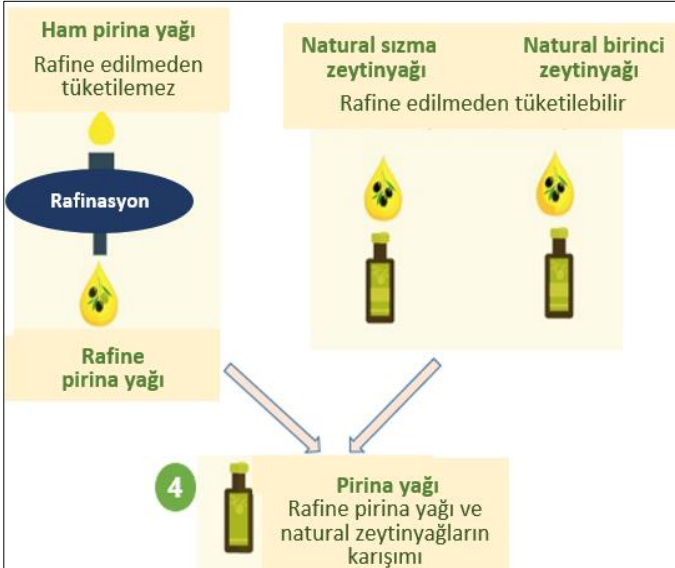 Ham pirina yağı
Rafine edilmeden
tüketilemez
Natural sızma
zeytinyağı
Natural birinci
zeytinyağı
Rafine edilmeden tüketilebilir
Rafinasyon
Rafine
pirina yağı
4
Pirina yağı
Rafine pirina yağı ve
natural zeytinyağların
karışımı